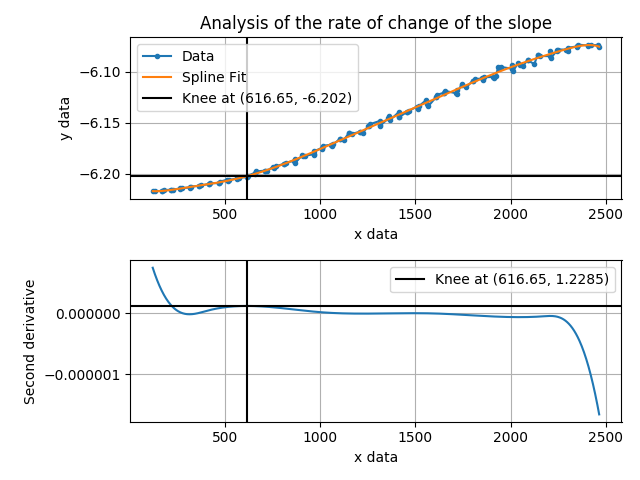 Analysis of the rate of change of the slope
Data
Spline Fit
Knee at (616.65, -6.202)
−6.10
−6.15
−6.20
y data
500 1000 1500 2000 2500
x data
Knee at (616.65, 1.2285)
0.000000
−0.000001
Second derivative
500 1000 1500 2000 2500
x data